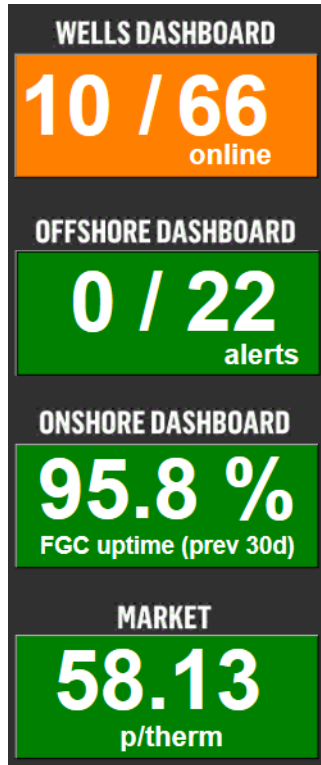 WELLS DASHBOARD
10 / 66
online
OFFSHORE DASHBOARD
0 / 22
alerts
ONSHORE DASHBOARD
95.8 %
FGC uptime (prev 30d)
MARKET
58.13
p/therm